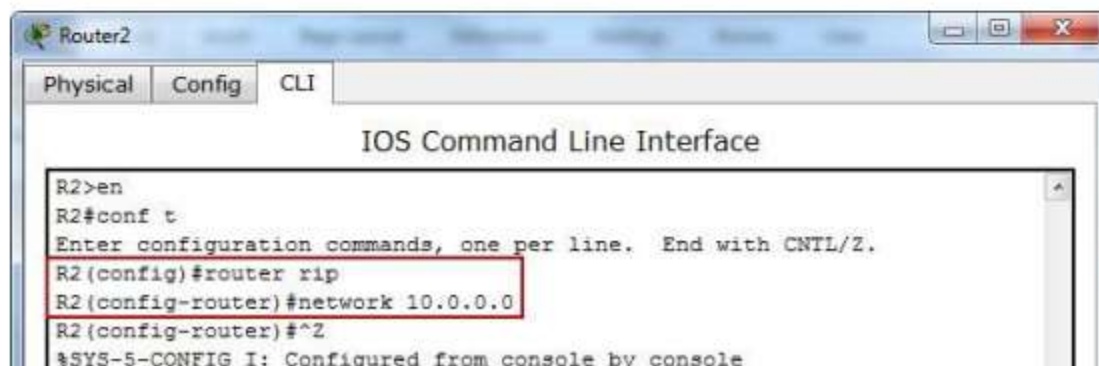 Router2
Physical Config CLI
IOS Command Line Interface
R2>en
R2#conf t
Enter configuration commands, one per line.  End with CNTL/Z.
R2(config)#router rip
R2(config-router)#network 10.0.0.0
R2(config-router)#^Z
%SYS-5-CONFIG_I: Configured from console by console